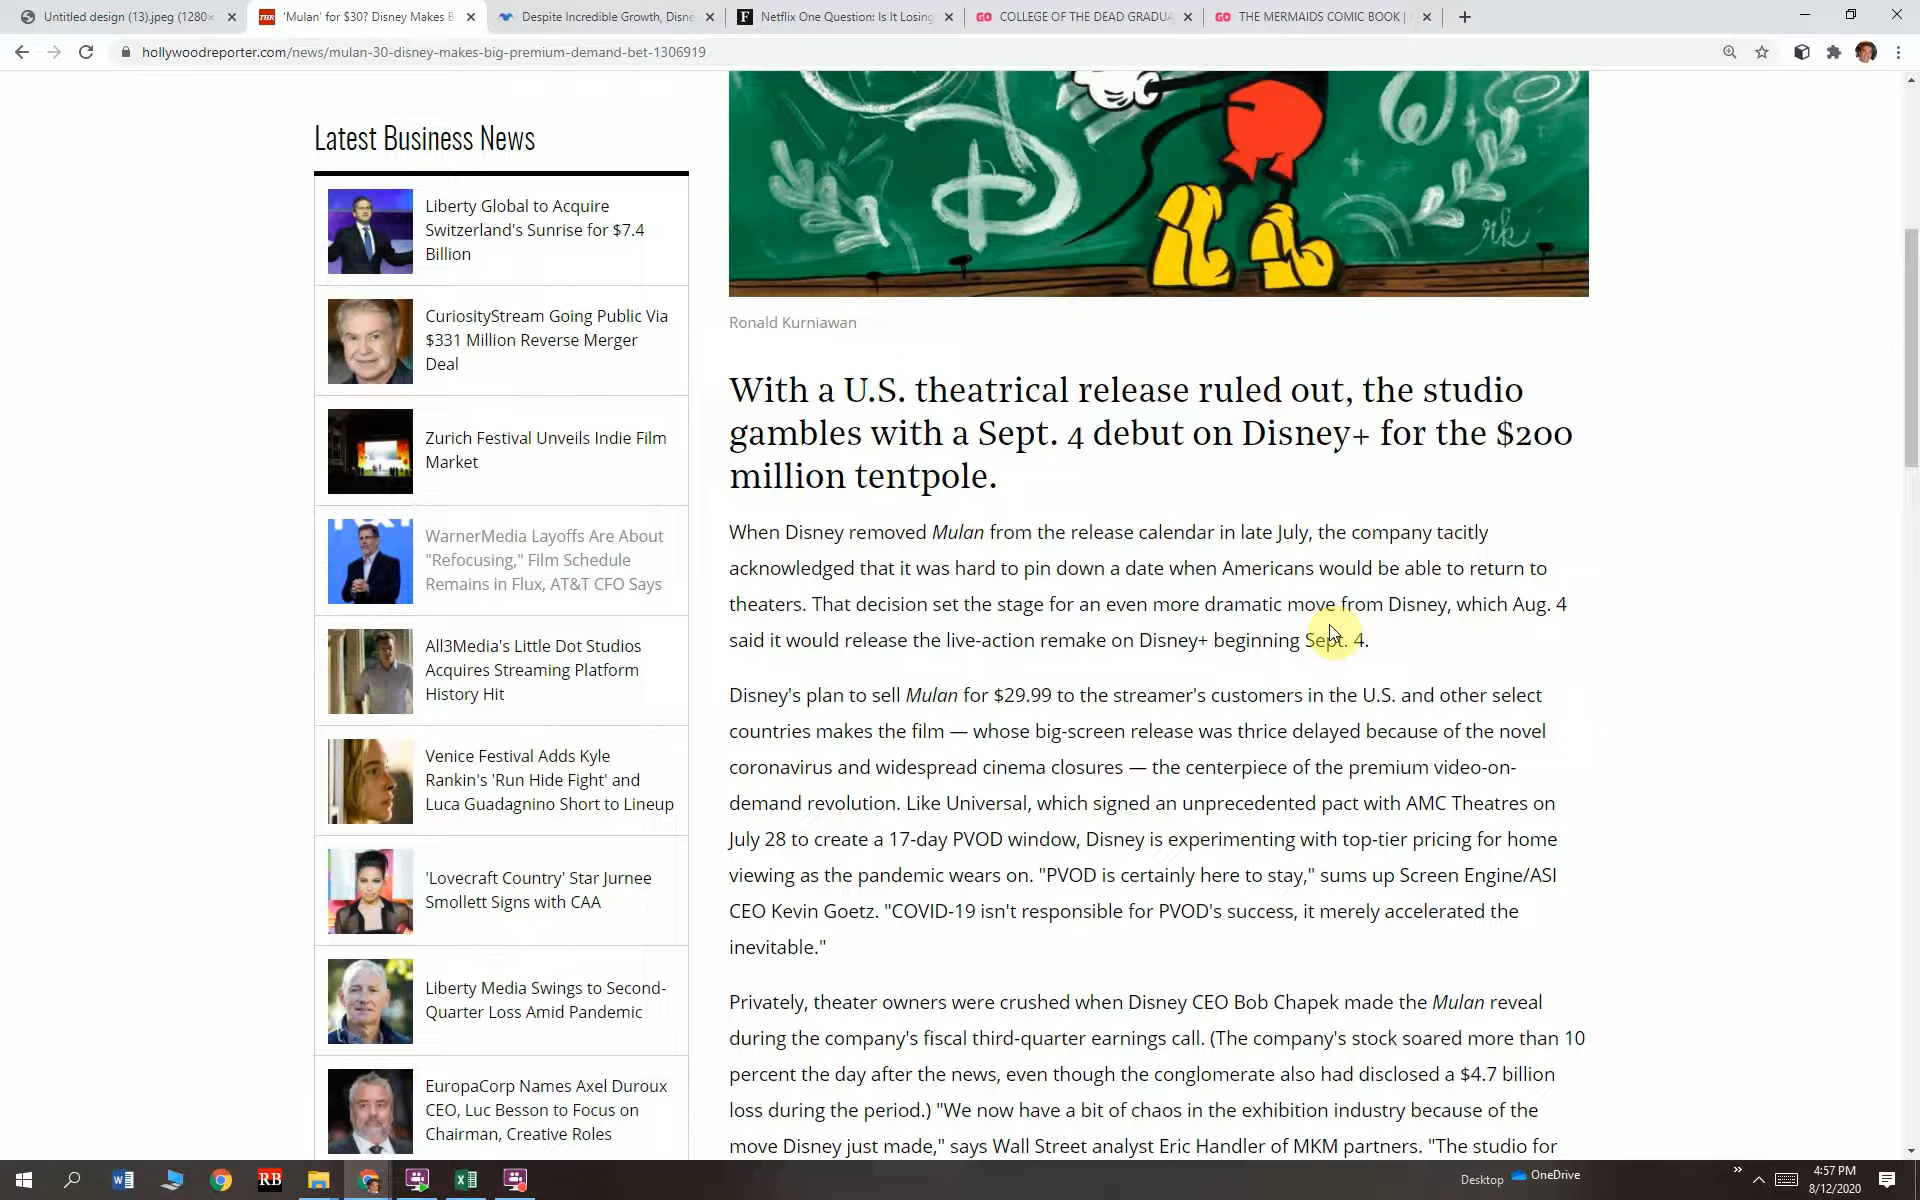 Untitled design (13).jpeg (1280×
'Mulan' for $30? Disney Makes B
Despite Incredible Growth, Disne
Netflix One Question: Is It Losing
COLLEGE OF THE DEAD GRADUA
THE MERMAIDS COMIC BOOK |
hollywoodreporter.com/news/mulan-30-disney-makes-big-premium-demand-bet-1306919
Latest Business News
Liberty Global to Acquire
Switzerland's Sunrise for $7.4
Billion
CuriosityStream Going Public Via
$331 Million Reverse Merger
Deal
Zurich Festival Unveils Indie Film
Market
WarnerMedia Layoffs Are About
"Refocusing," Film Schedule
Remains in Flux, AT&T CFO Says
All3Media's Little Dot Studios
Acquires Streaming Platform
History Hit
Venice Festival Adds Kyle
Rankin's 'Run Hide Fight' and
Luca Guadagnino Short to Lineup
'Lovecraft Country' Star Jurnee
Smollett Signs with CAA
Liberty Media Swings to Second-
Quarter Loss Amid Pandemic
EuropaCorp Names Axel Duroux
CEO, Luc Besson to Focus on
Chairman, Creative Roles
rk
Ronald Kurniawan
With a U.S. theatrical release ruled out, the studio
gambles with a Sept. 4 debut on Disney+ for the $200
million tentpole.
When Disney removed Mulan from the release calendar in late July, the company tacitly
acknowledged that it was hard to pin down a date when Americans would be able to return to
theaters. That decision set the stage for an even more dramatic move from Disney, which Aug. 4
said it would release the live-action remake on Disney+ beginning Sept. 4.
Disney's plan to sell Mulan for $29.99 to the streamer's customers in the U.S. and other select
countries makes the film — whose big-screen release was thrice delayed because of the novel
coronavirus and widespread cinema closures — the centerpiece of the premium video-on-
demand revolution. Like Universal, which signed an unprecedented pact with AMC Theatres on
July 28 to create a 17-day PVOD window, Disney is experimenting with top-tier pricing for home
viewing as the pandemic wears on. "PVOD is certainly here to stay," sums up Screen Engine/ASI
CEO Kevin Goetz. "COVID-19 isn't responsible for PVOD's success, it merely accelerated the
inevitable."
Privately, theater owners were crushed when Disney CEO Bob Chapek made the Mulan reveal
during the company's fiscal third-quarter earnings call. (The company's stock soared more than 10
percent the day after the news, even though the conglomerate also had disclosed a $4.7 billion
loss during the period.) "We now have a bit of chaos in the exhibition industry because of the
move Disney just made," says Wall Street analyst Eric Handler of MKM partners. "The studio for
RB
Desktop
OneDrive
4:57 PM
8/12/2020